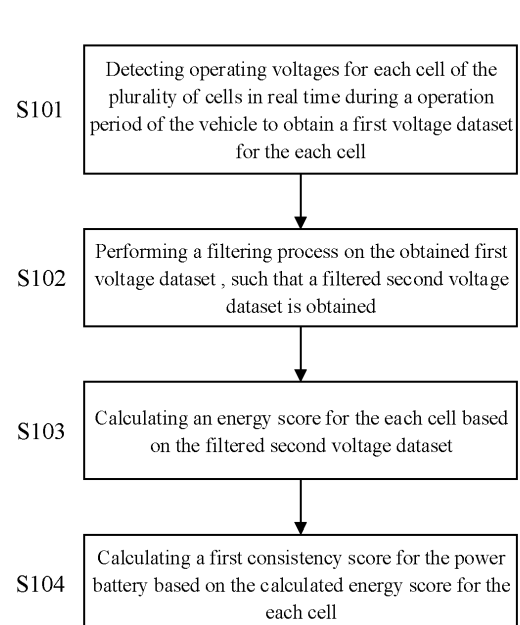 S101
Detecting operating voltages for each cell of the
plurality of cells in real time during a operation
period of the vehicle to obtain a first voltage dataset
for the each cell
S102
Performing a filtering process on the obtained first
voltage dataset , such that a filtered second voltage
dataset is obtained
S103
Calculating an energy score for the each cell based
on the filtered second voltage dataset
S104
Calculating a first consistency score for the power
battery based on the calculated energy score for the
each cell